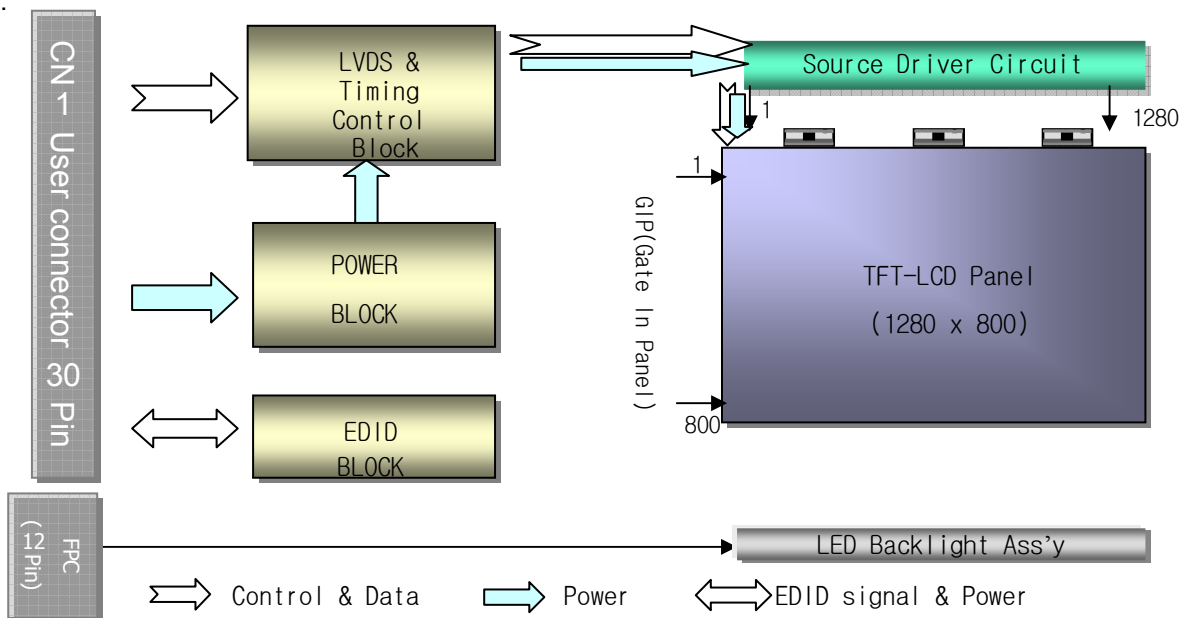 .
CN 1 User connector 30 Pin
LVDS &
Timing
Control
Block
Source Driver Circuit
1
1280
1
GIP(Gate In Panel)
800
TFT-LCD Panel
(1280 x 800)
POWER
BLOCK
EDID
BLOCK
FPC
(12 Pin)
LED Backlight Ass'y
Control & Data
Power
EDID signal & Power